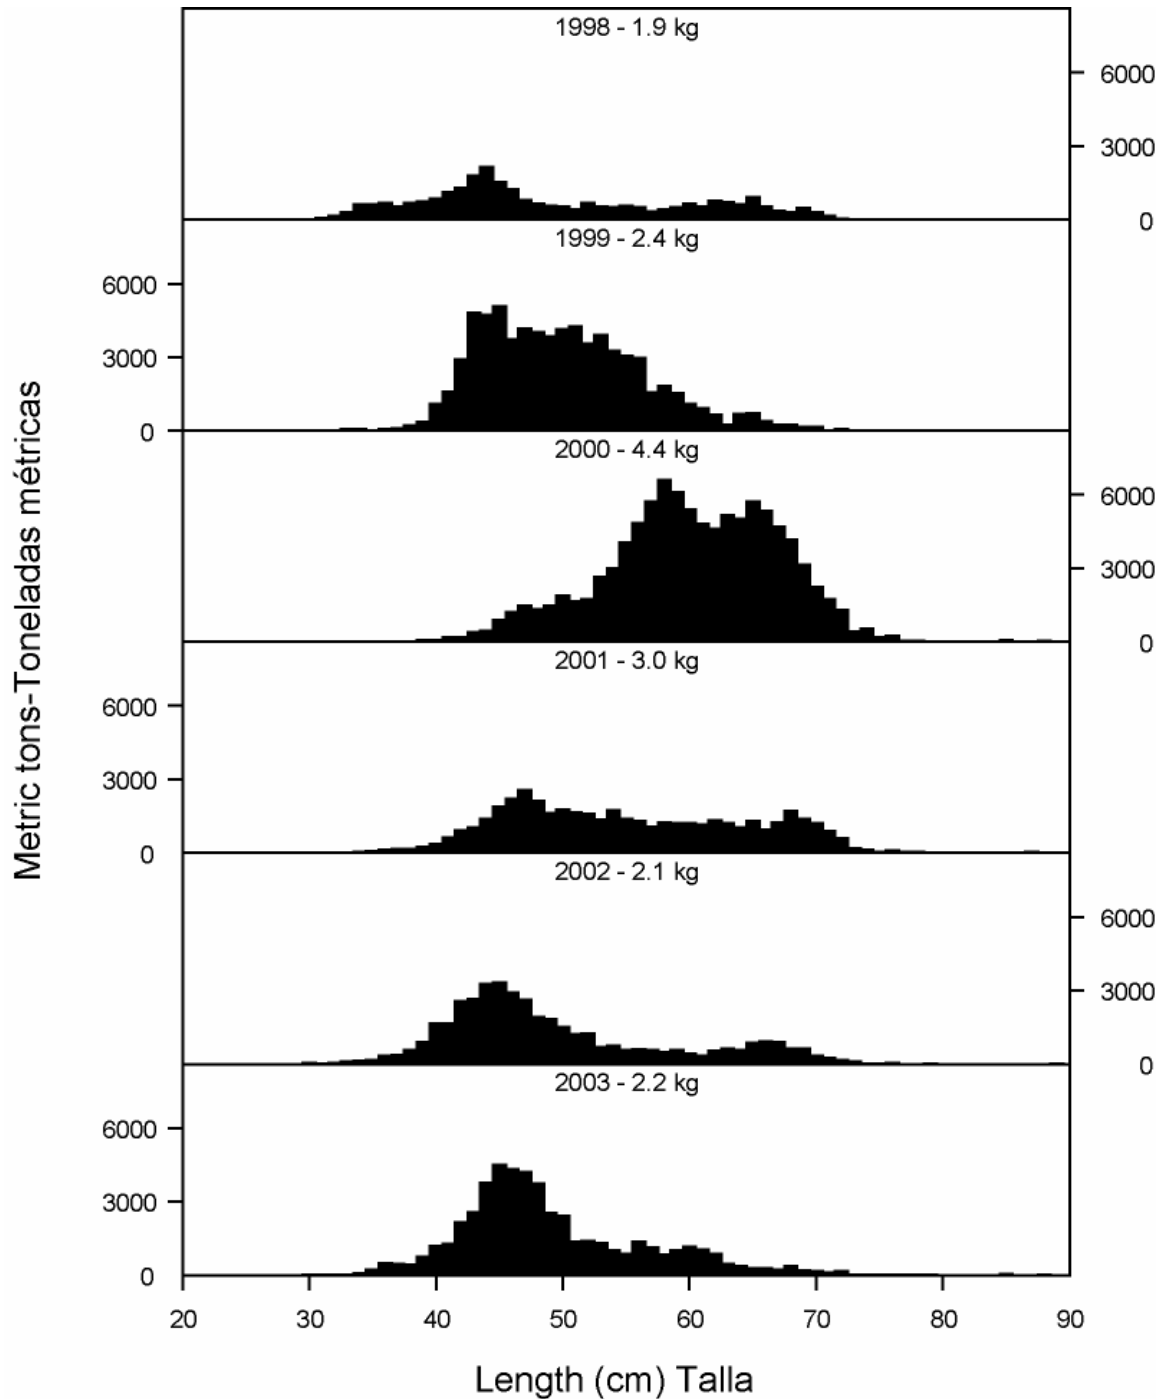 1998 - 1.9 kg
6000
3000
0
1999 - 2.4 kg
6000
3000
0
2000 - 4.4 kg
6000
3000
0
2001 - 3.0 kg
6000
3000
0
2002 - 2.1 kg
6000
3000
0
2003 - 2.2 kg
6000
3000
0
20 30 40 50 60 70 80 90
Length (cm) Talla
Metric tons-Toneladas métricas